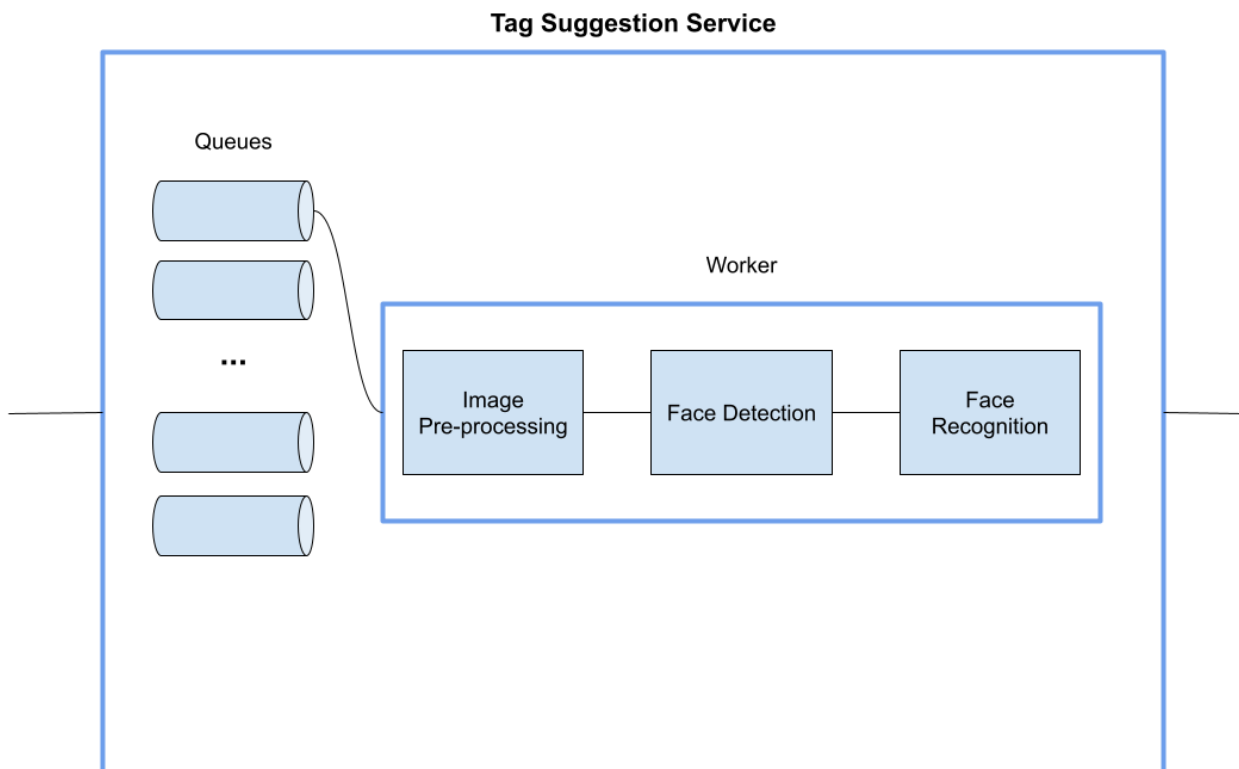 Tag Suggestion Service
Queues
...
Worker
Image
Pre-processing
Face Detection
Face
Recognition